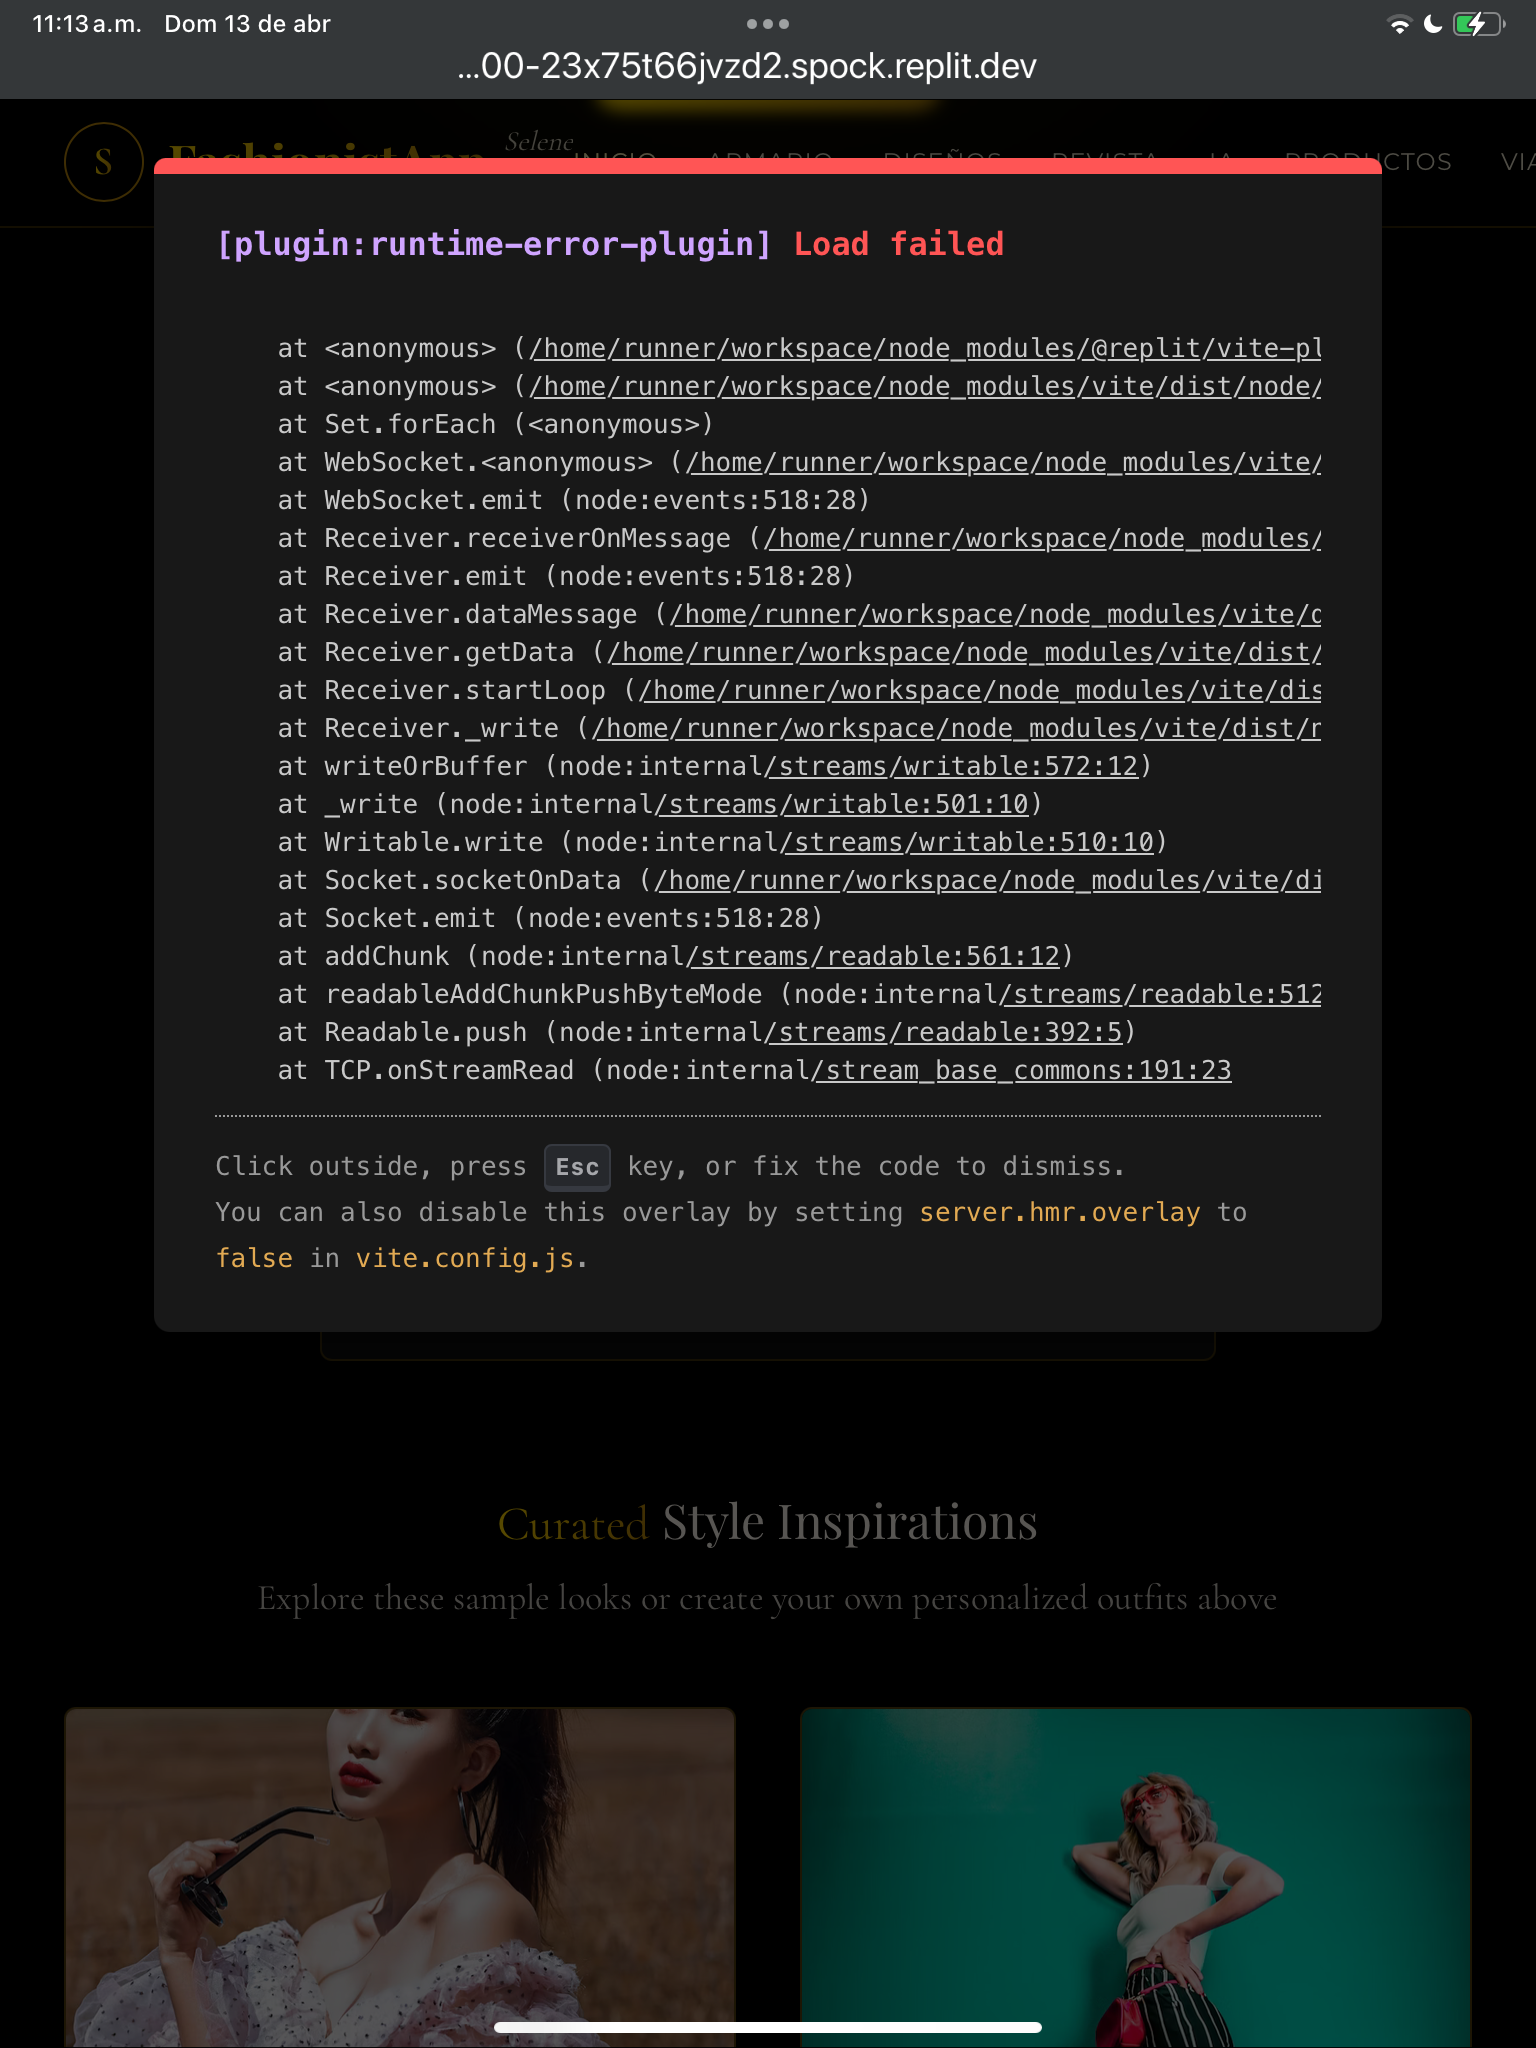 11:13 a.m. Dom 13 de abr
...00-23x75t66jvzd2.spock.replit.dev
S FashionistApp Selene INICIO ARMARIO DISEÑOS REVISTA IA PRODUCTOS VIA
[plugin:runtime-error-plugin] Load failed
at <anonymous> (/home/runner/workspace/node_modules/@replit/vite-pl
at <anonymous> (/home/runner/workspace/node_modules/vite/dist/node/
at Set.forEach (<anonymous>)
at WebSocket.<anonymous> (/home/runner/workspace/node_modules/vite/
at WebSocket.emit (node:events:518:28)
at Receiver.receiverOnMessage (/home/runner/workspace/node_modules/
at Receiver.emit (node:events:518:28)
at Receiver.dataMessage (/home/runner/workspace/node_modules/vite/d
at Receiver.getData (/home/runner/workspace/node_modules/vite/dist/
at Receiver.startLoop (/home/runner/workspace/node_modules/vite/dis
at Receiver._write (/home/runner/workspace/node_modules/vite/dist/n
at writeOrBuffer (node:internal/streams/writable:572:12)
at _write (node:internal/streams/writable:501:10)
at Writable.write (node:internal/streams/writable:510:10)
at Socket.socketOnData (/home/runner/workspace/node_modules/vite/di
at Socket.emit (node:events:518:28)
at addChunk (node:internal/streams/readable:561:12)
at readableAddChunkPushByteMode (node:internal/streams/readable:512
at Readable.push (node:internal/streams/readable:392:5)
at TCP.onStreamRead (node:internal/stream_base_commons:191:23
Click outside, press Esc key, or fix the code to dismiss.
You can also disable this overlay by setting server.hmr.overlay to
false in vite.config.js.
Curated Style Inspirations
Explore these sample looks or create your own personalized outfits above